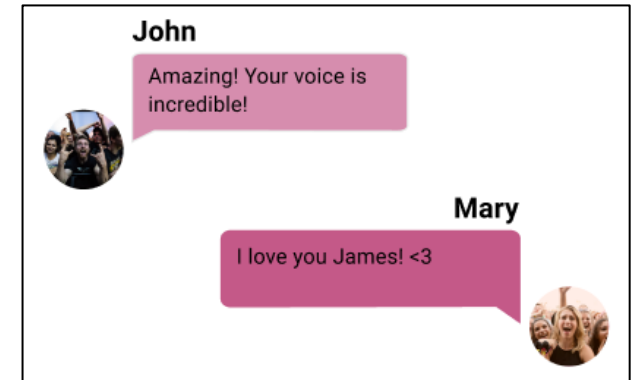 John
Amazing! Your voice is
incredible!
Mary
I love you James! <3